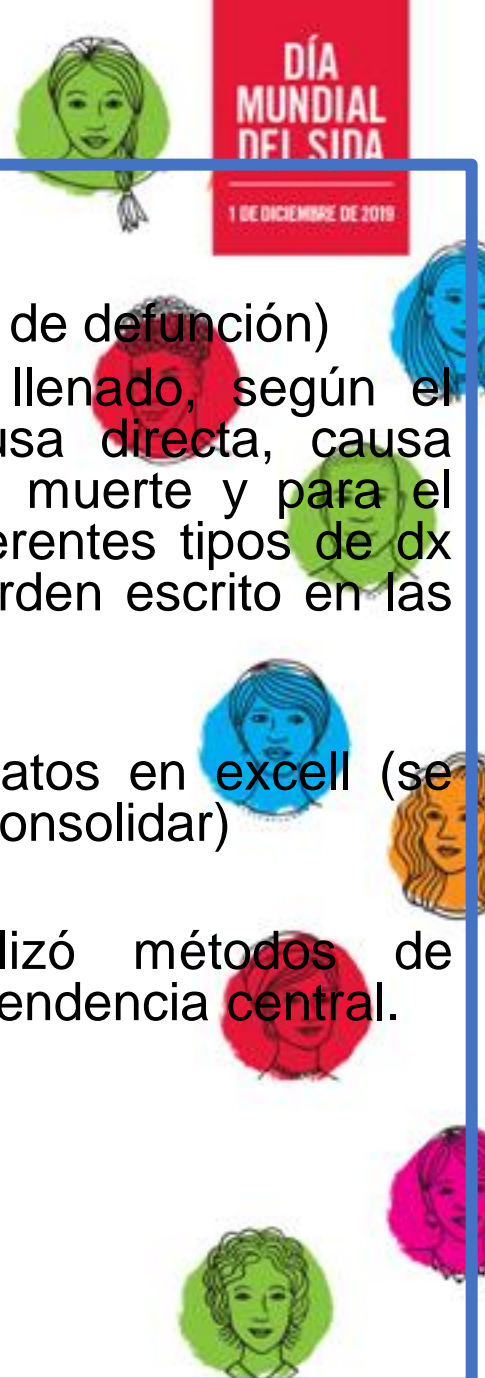 DÍA
MUNDIAL
DEL SIDA
1 DE DICIEMBRE DE 2019
de defunción)
llenado, según el
usa directa, causa
muerte y para el
erentes tipos de dx
rden escrito en las
atos en excell (se
onsolidar)
lizó métodos de
endencia central.